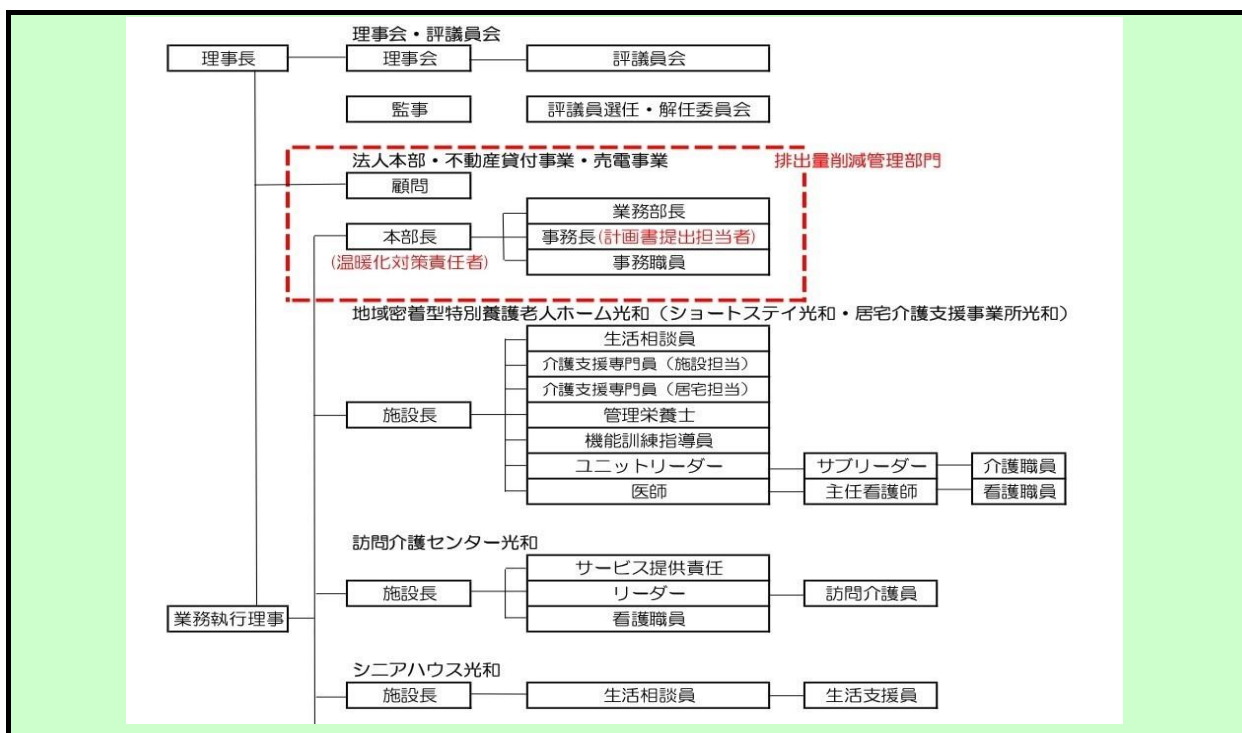 理事会・評議員会
理事長 理事会 評議員会
監事 評議員選任・解任委員会
法人本部・不動産貸付事業・売電事業 排出量削減管理部門
顧問
業務部長
本部長 事務長(計画書提出担当者)
(温暖化対策責任者) 事務職員
地域密着型特別養護老人ホーム光和（ショートステイ光和・居宅介護支援事業所光和）
生活相談員
介護支援専門員（施設担当）
介護支援専門員（居宅担当）
施設長 管理栄養士
機能訓練指導員
ユニットリーダー サブリーダー 介護職員
医師 主任看護師 看護職員
訪問介護センター光和
サービス提供責任
施設長 リーダー 訪問介護員
業務執行理事 看護職員
シニアハウス光和
施設長 生活相談員 生活支援員